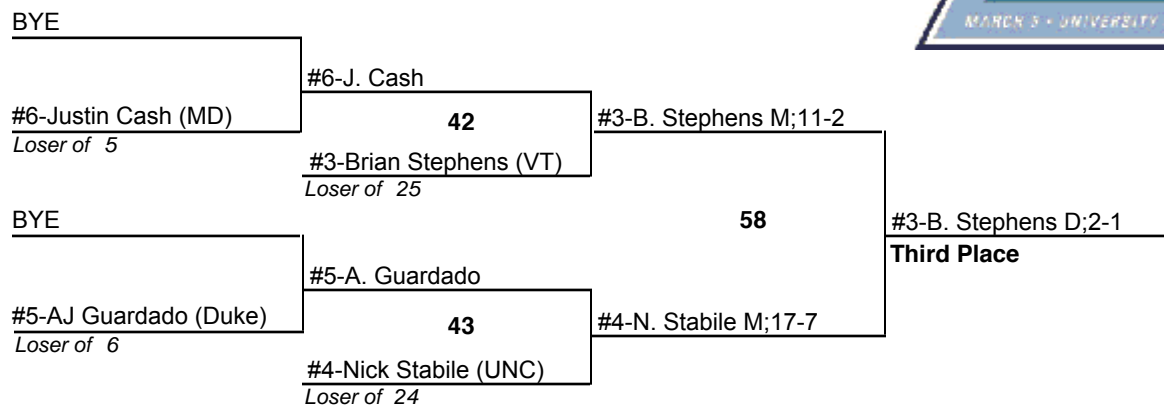 BYE
MARCH 5 • UNIVERSITY
#6-J. Cash
#6-Justin Cash (MD)
Loser of 5
42
#3-B. Stephens M;11-2
#3-Brian Stephens (VT)
Loser of 25
BYE
58
#3-B. Stephens D;2-1
Third Place
#5-A. Guardado
#5-AJ Guardado (Duke)
Loser of 6
43
#4-N. Stabile M;17-7
#4-Nick Stabile (UNC)
Loser of 24